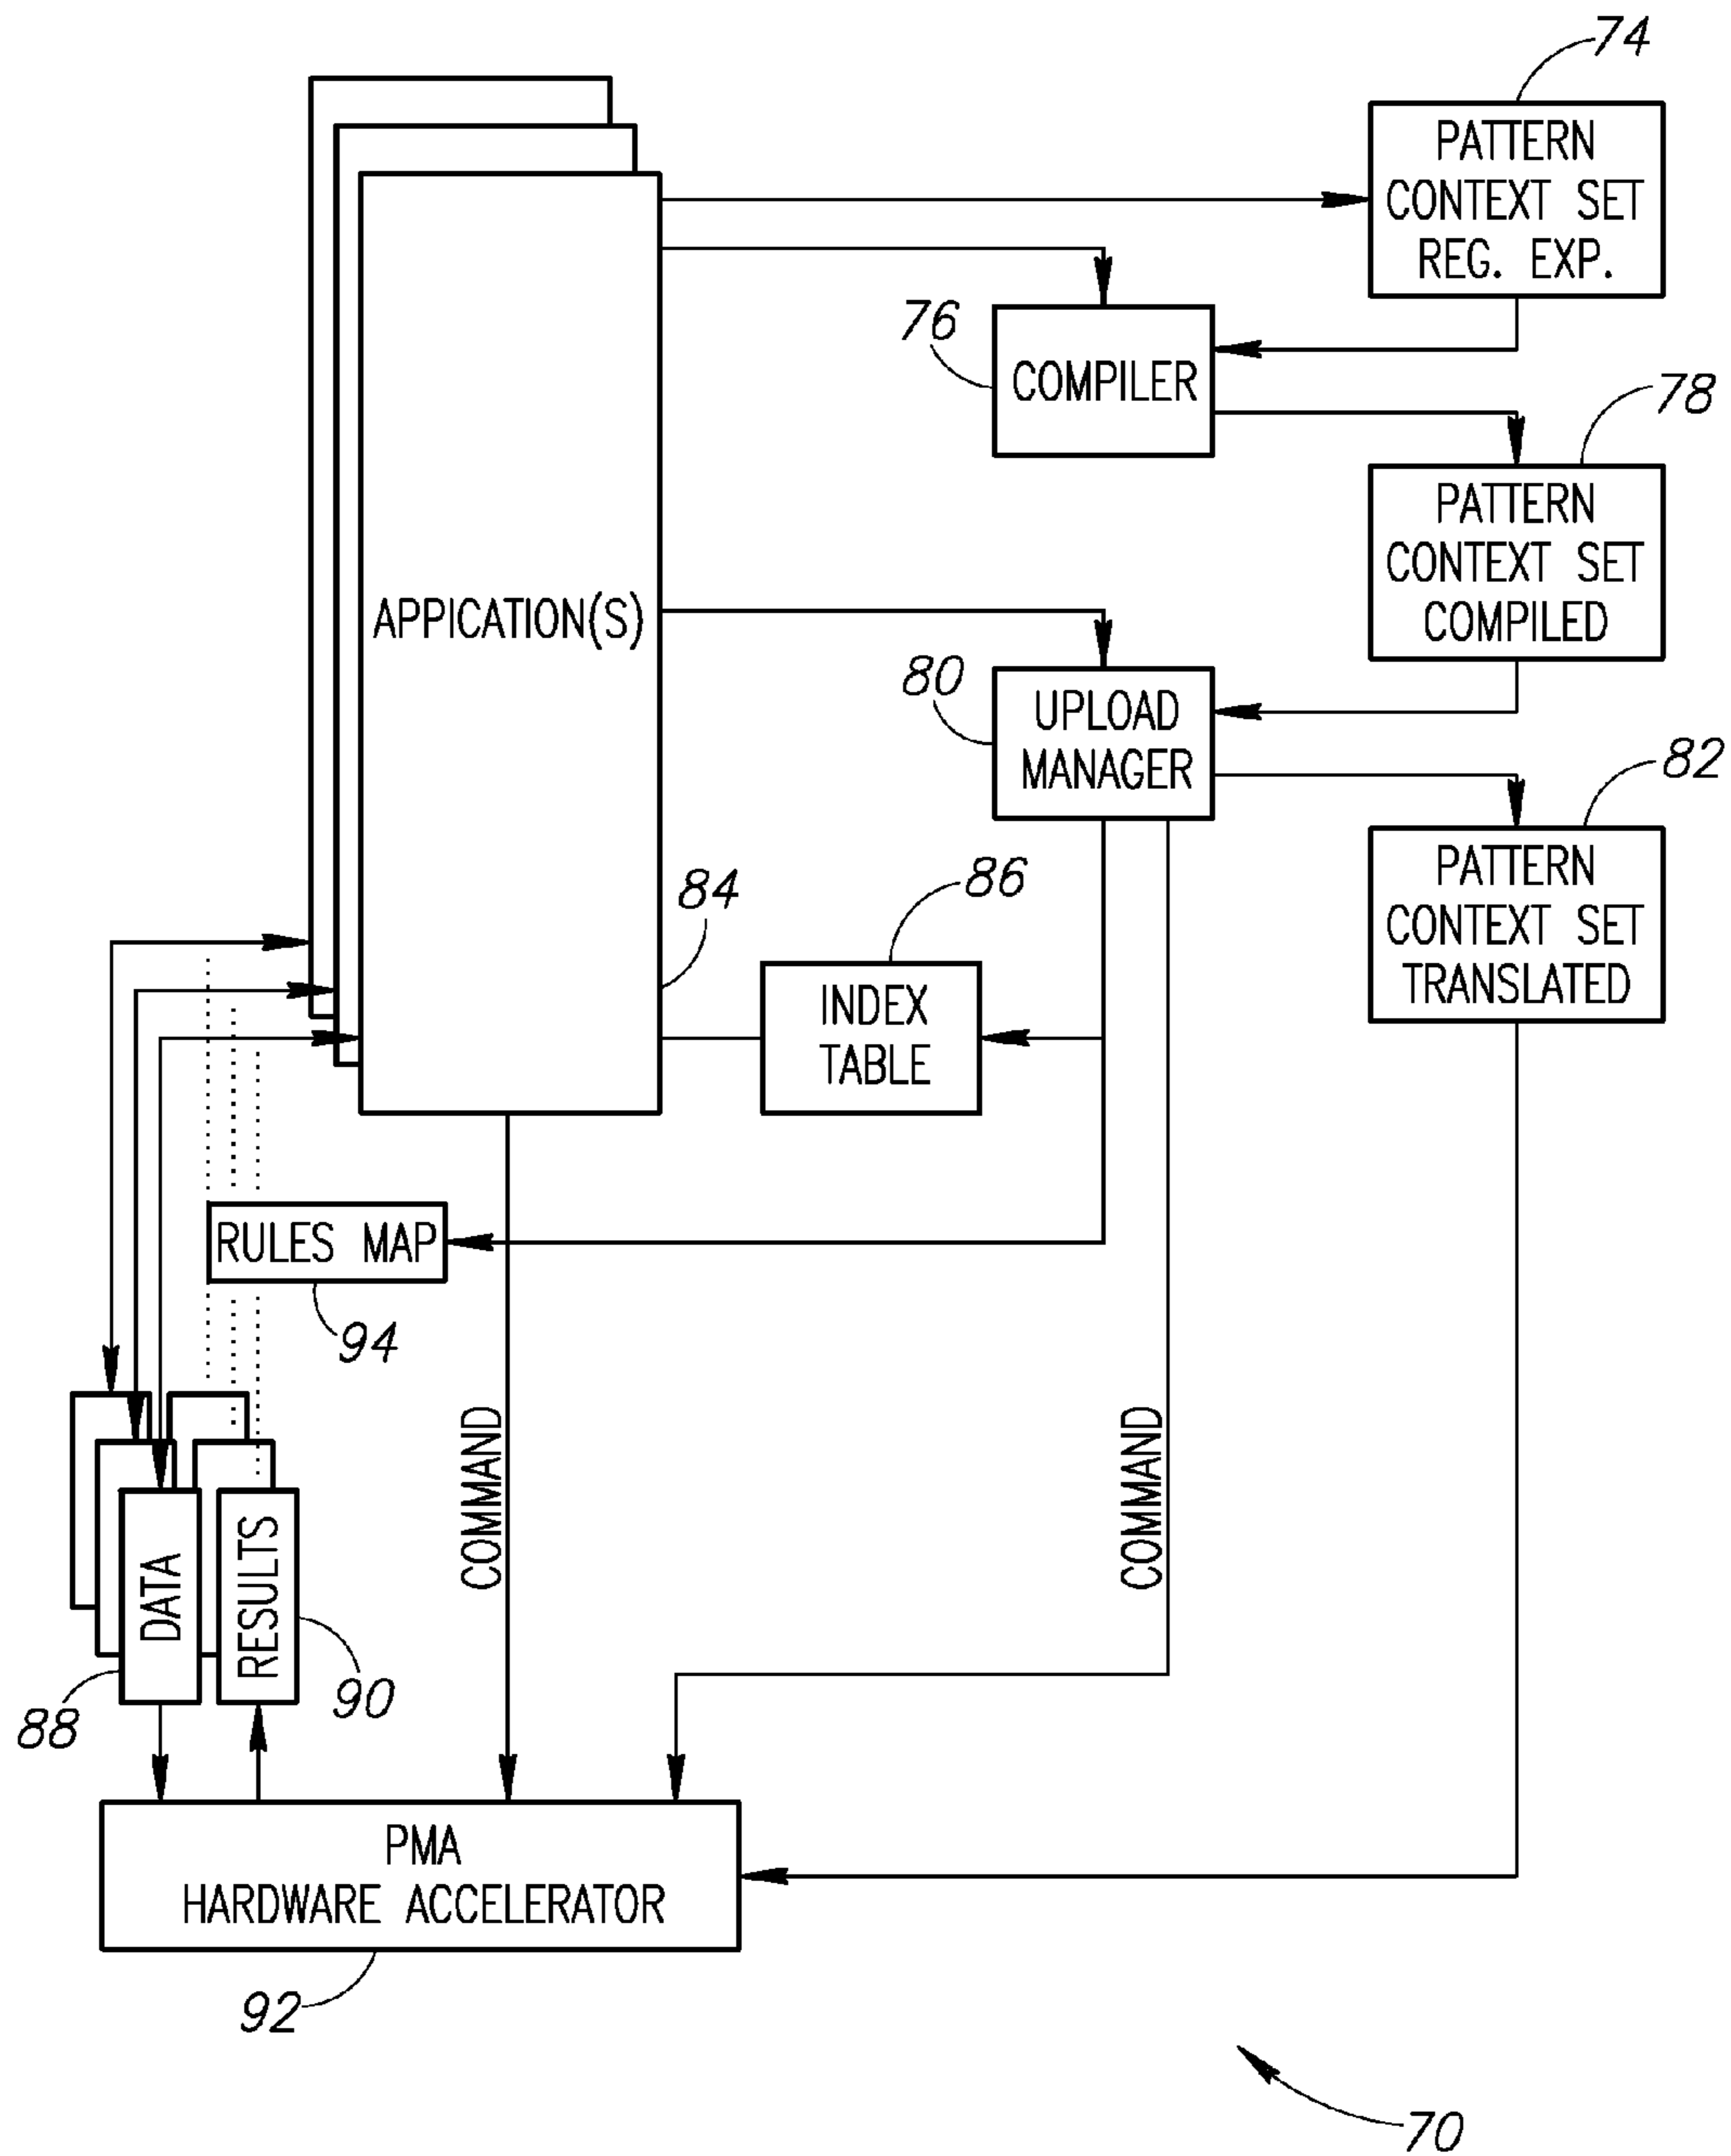 74
PATTERN
CONTEXT SET
REG. EXP.
76
COMPILER
78
PATTERN
CONTEXT SET
COMPILED
APPICATION(S)
80
UPLOAD
MANAGER
82
PATTERN
CONTEXT SET
TRANSLATED
84
86
INDEX
TABLE
RULES MAP
94
COMMAND
COMMAND
DATA
RESULTS
88
90
PMA
HARDWARE ACCELERATOR
92
70